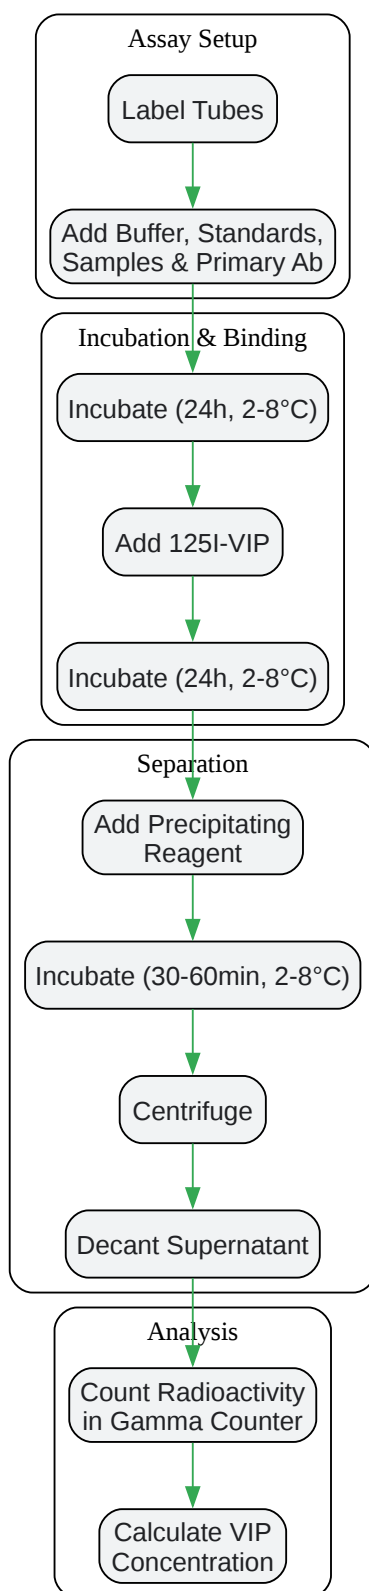 Assay Setup
Label Tubes
Add Buffer, Standards,
Samples & Primary Ab
Incubation & Binding
Incubate (24h, 2-8°C)
Add 125I-VIP
Incubate (24h, 2-8°C)
Separation
Add Precipitating
Reagent
Incubate (30-60min, 2-8°C)
Centrifuge
Decant Supernatant
Analysis
Count Radioactivity
in Gamma Counter
Calculate VIP
Concentration